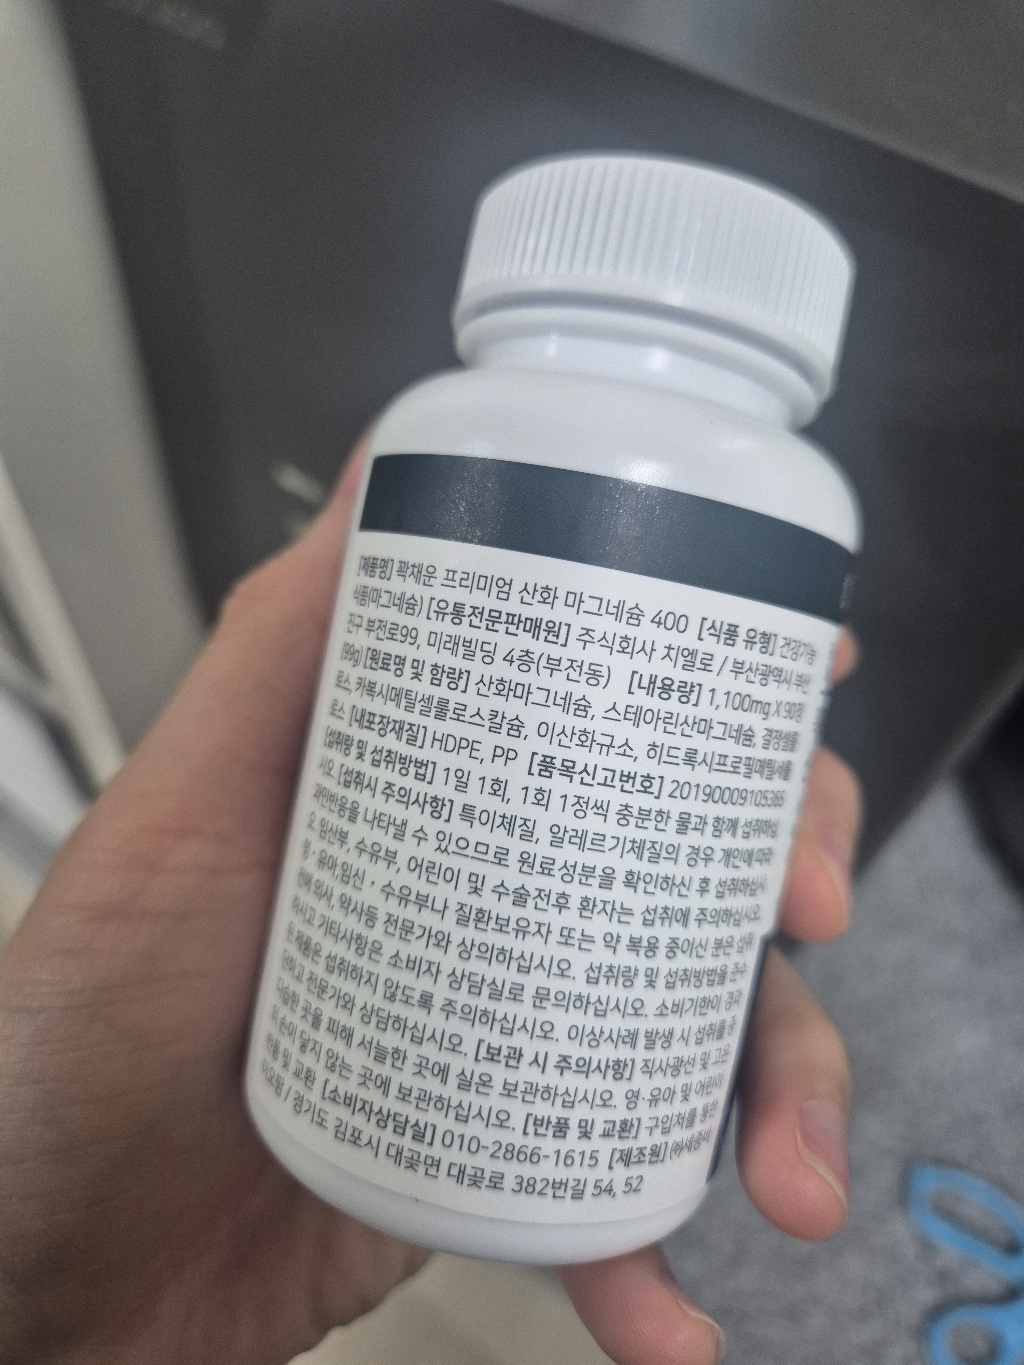 [제품명] 꽉채운 프리미엄 산화 마그네슘 400 [식품 유형] 건강기능
식품(마그네슘) [유통전문판매원] 주식회사 치엘로 / 부산광역시 부산
진구 부전로99, 미래빌딩 4층(부전동) [내용량] 1,100mg X 90정
(99g) [원료명 및 함량] 산화마그네슘, 스테아린산마그네슘, 결정셀룰
로스, 카복시메틸셀룰로스칼슘, 이산화규소, 히드록시프로필메틸셀룰
로스 [내포장재질] HDPE, PP [품목신고번호] 20190009105365
[섭취량 및 섭취방법] 1일 1회, 1회 1정씩 충분한 물과 함께 섭취하십
시오. [섭취시 주의사항] 특이체질, 알레르기체질의 경우 개인에 따라
과민반응을 나타낼 수 있으므로 원료성분을 확인하신 후 섭취하십시
오. 임산부, 수유부, 어린이 및 수술전후 환자는 섭취에 주의하십시오.
영·유아,임신·수유부나 질환보유자 또는 약 복용 중이신 분은 섭취
전에 의사, 약사등 전문가와 상의하십시오. 섭취량 및 섭취방법을 준수
하시고 기타사항은 소비자 상담실로 문의하십시오. 소비기한이 경과
된 제품은 섭취하지 않도록 주의하십시오. 이상사례 발생 시 섭취를 중
단하고 전문가와 상담하십시오. [보관 시 주의사항] 직사광선 및 고온
다습한 곳을 피해 서늘한 곳에 실온 보관하십시오. 영·유아 및 어린이
의 손이 닿지 않는 곳에 보관하십시오. [반품 및 교환] 구입처를 통한
반품 및 교환 [소비자상담실] 010-2866-1615 [제조원]
/ 경기도 김포시 대곶면 대곶로 382번길 54, 52